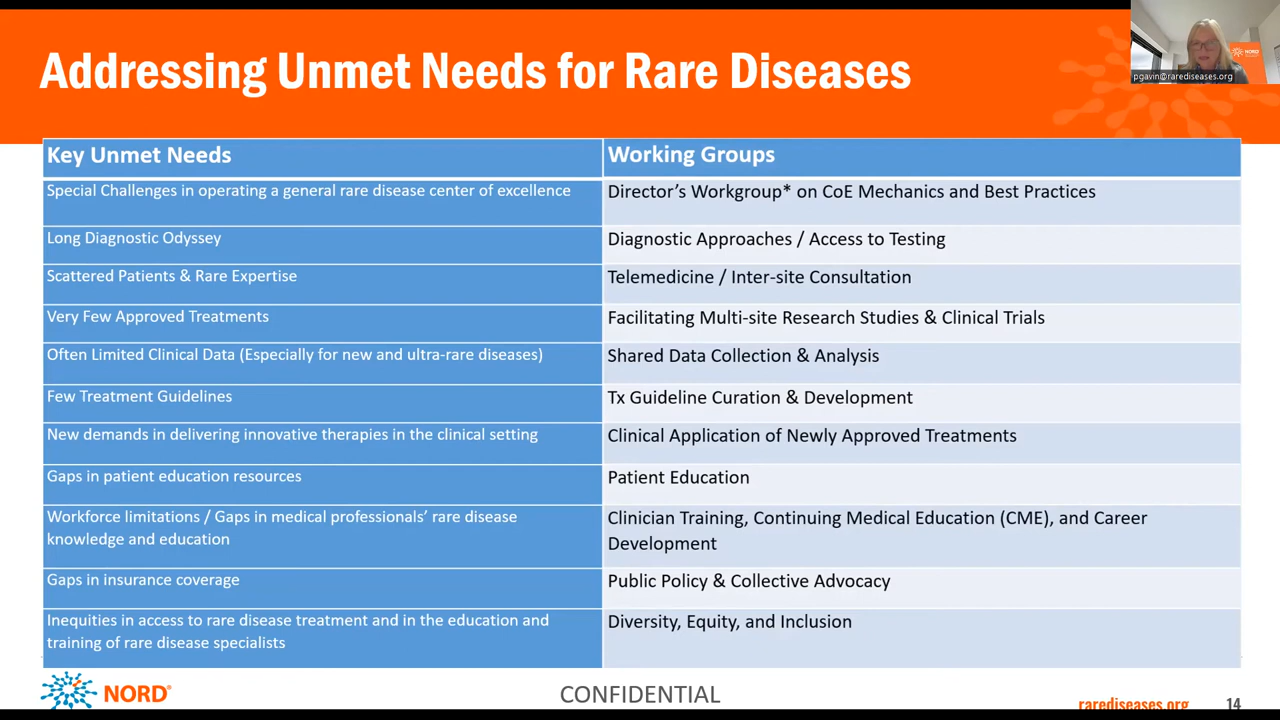 Addressing Unmet Needs for Rare Diseases
NORD
pgavin@rarediseases.org
Key Unmet Needs
Working Groups
Special Challenges in operating a general rare disease center of excellence
Director’s Workgroup* on CoE Mechanics and Best Practices
Long Diagnostic Odyssey
Diagnostic Approaches / Access to Testing
Scattered Patients & Rare Expertise
Telemedicine / Inter-site Consultation
Very Few Approved Treatments
Facilitating Multi-site Research Studies & Clinical Trials
Often Limited Clinical Data (Especially for new and ultra-rare diseases)
Shared Data Collection & Analysis
Few Treatment Guidelines
Tx Guideline Curation & Development
New demands in delivering innovative therapies in the clinical setting
Clinical Application of Newly Approved Treatments
Gaps in patient education resources
Patient Education
Workforce limitations / Gaps in medical professionals’ rare disease
knowledge and education
Clinician Training, Continuing Medical Education (CME), and Career
Development
Gaps in insurance coverage
Public Policy & Collective Advocacy
Inequities in access to rare disease treatment and in the education and
training of rare disease specialists
Diversity, Equity, and Inclusion
NORD®
CONFIDENTIAL
rarediseases.org
14